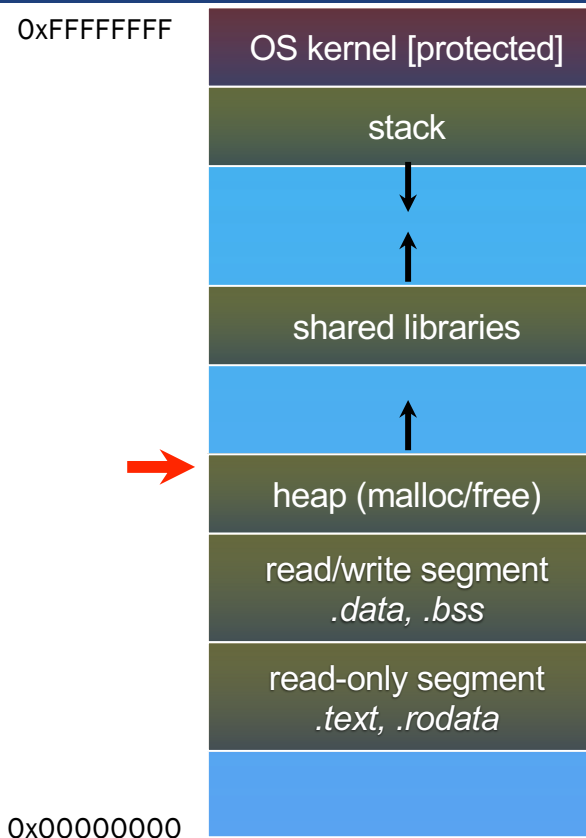 0xFFFFFFFF
OS kernel [protected]
stack
shared libraries
heap (malloc/free)
read/write segment
.data, .bss
read-only segment
.text, .rodata
0x00000000